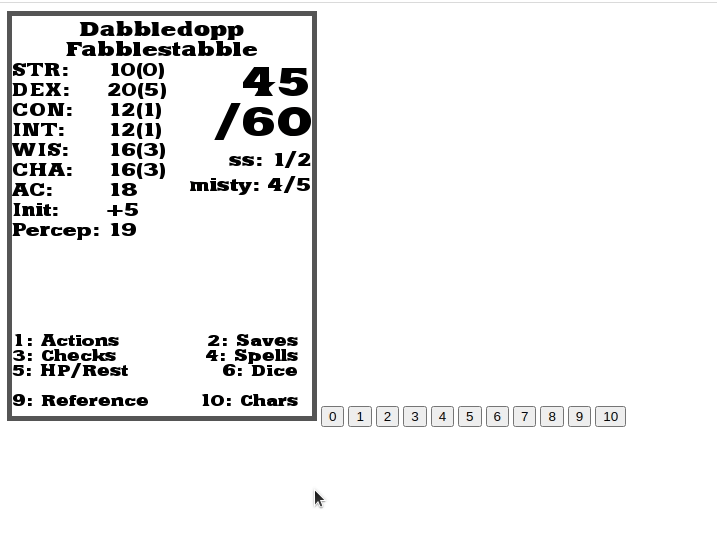 Dabbledopp
Fabblestabble
STR: 10(0)
DEX: 20(5)
CON: 12(1)
INT: 12(1)
WIS: 16(3)
CHA: 16(3)
AC: 18
Init: +5
Percep: 19
45
/60
ss: 1/2
misty: 4/5
1: Actions 2: Saves
3: Checks 4: Spells
5: HP/Rest 6: Dice
9: Reference 10: Chars
0 1 2 3 4 5 6 7 8 9 10